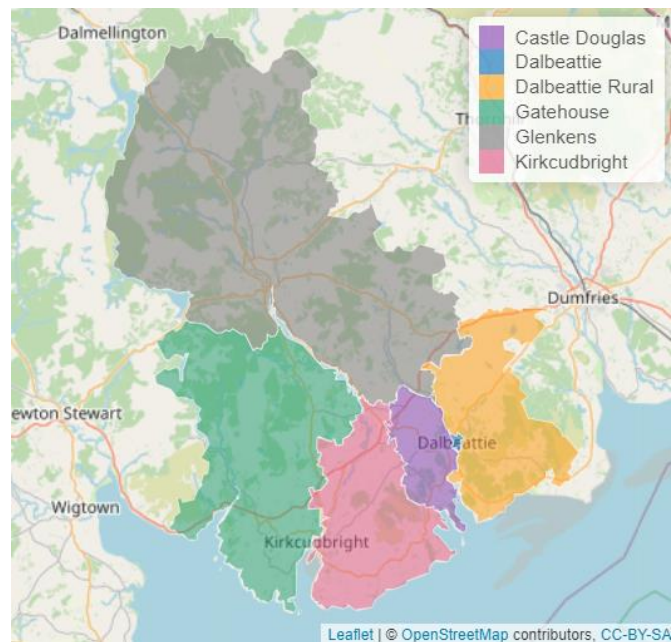 Dalmellington
Castle Douglas
Dalbeattie
Dalbeattie Rural
Gatehouse
Glenkens
Kirkcudbright
Dumfries
ewton Stewart
Dalbeattie
Wigtown
Kirkcudbright
Leaflet | © OpenStreetMap contributors, CC-BY-SA